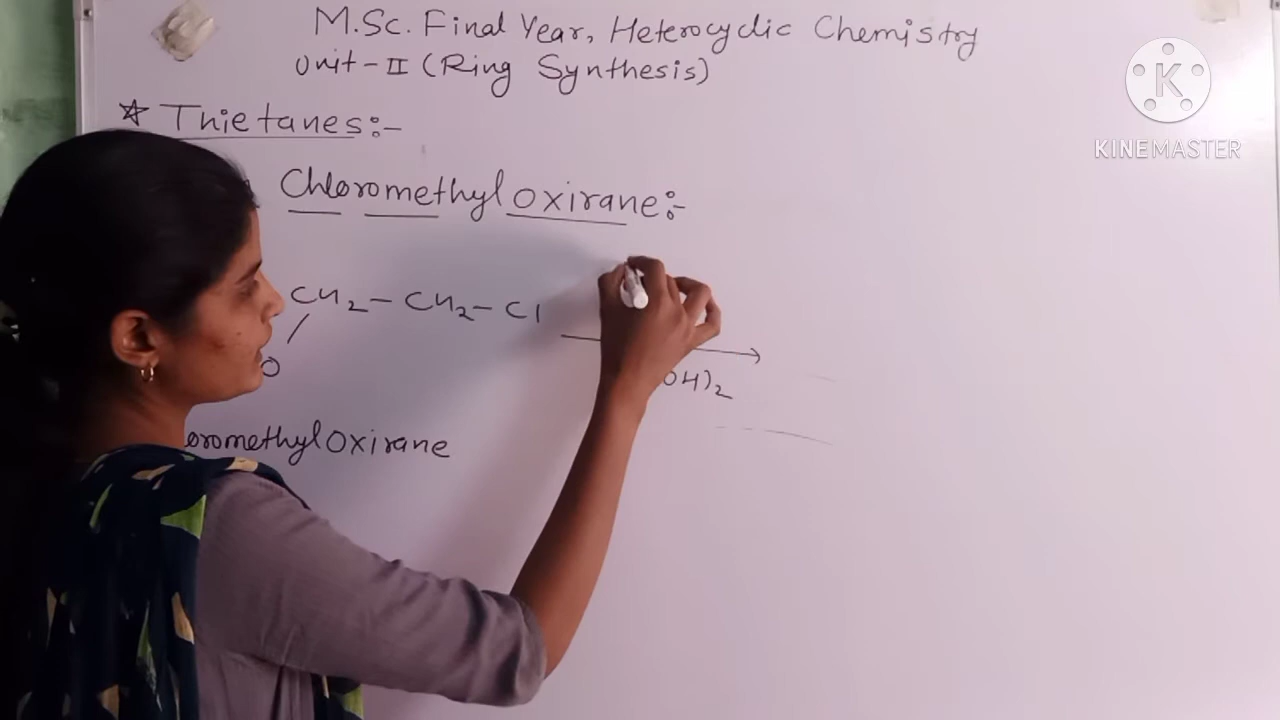 M.Sc. Final Year, Heterocyclic Chemistry
Unit-II (Ring Synthesis)
☆ Thietanes:-
Chloromethyl oxirane:-
CH2-CH2-Cl
O
OH)2
oromethyl Oxirane
K
KINEMASTER